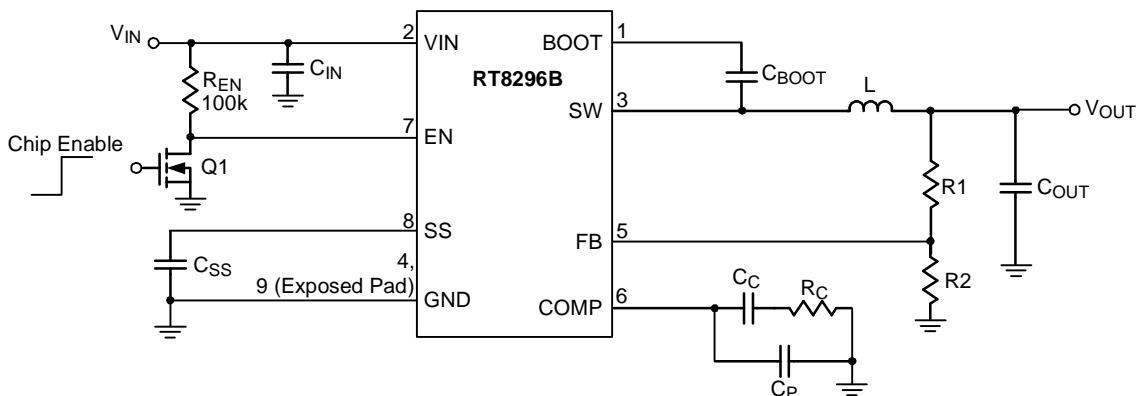 VIN
REN
100k
CIN
Chip Enable
Q1
CSS
2
7
8
4,
9 (Exposed Pad)
VIN
EN
SS
GND
RT8296B
BOOT
SW
FB
COMP
1
3
5
6
CBOOT
L
VOUT
R1
COUT
R2
CC
RC
CP